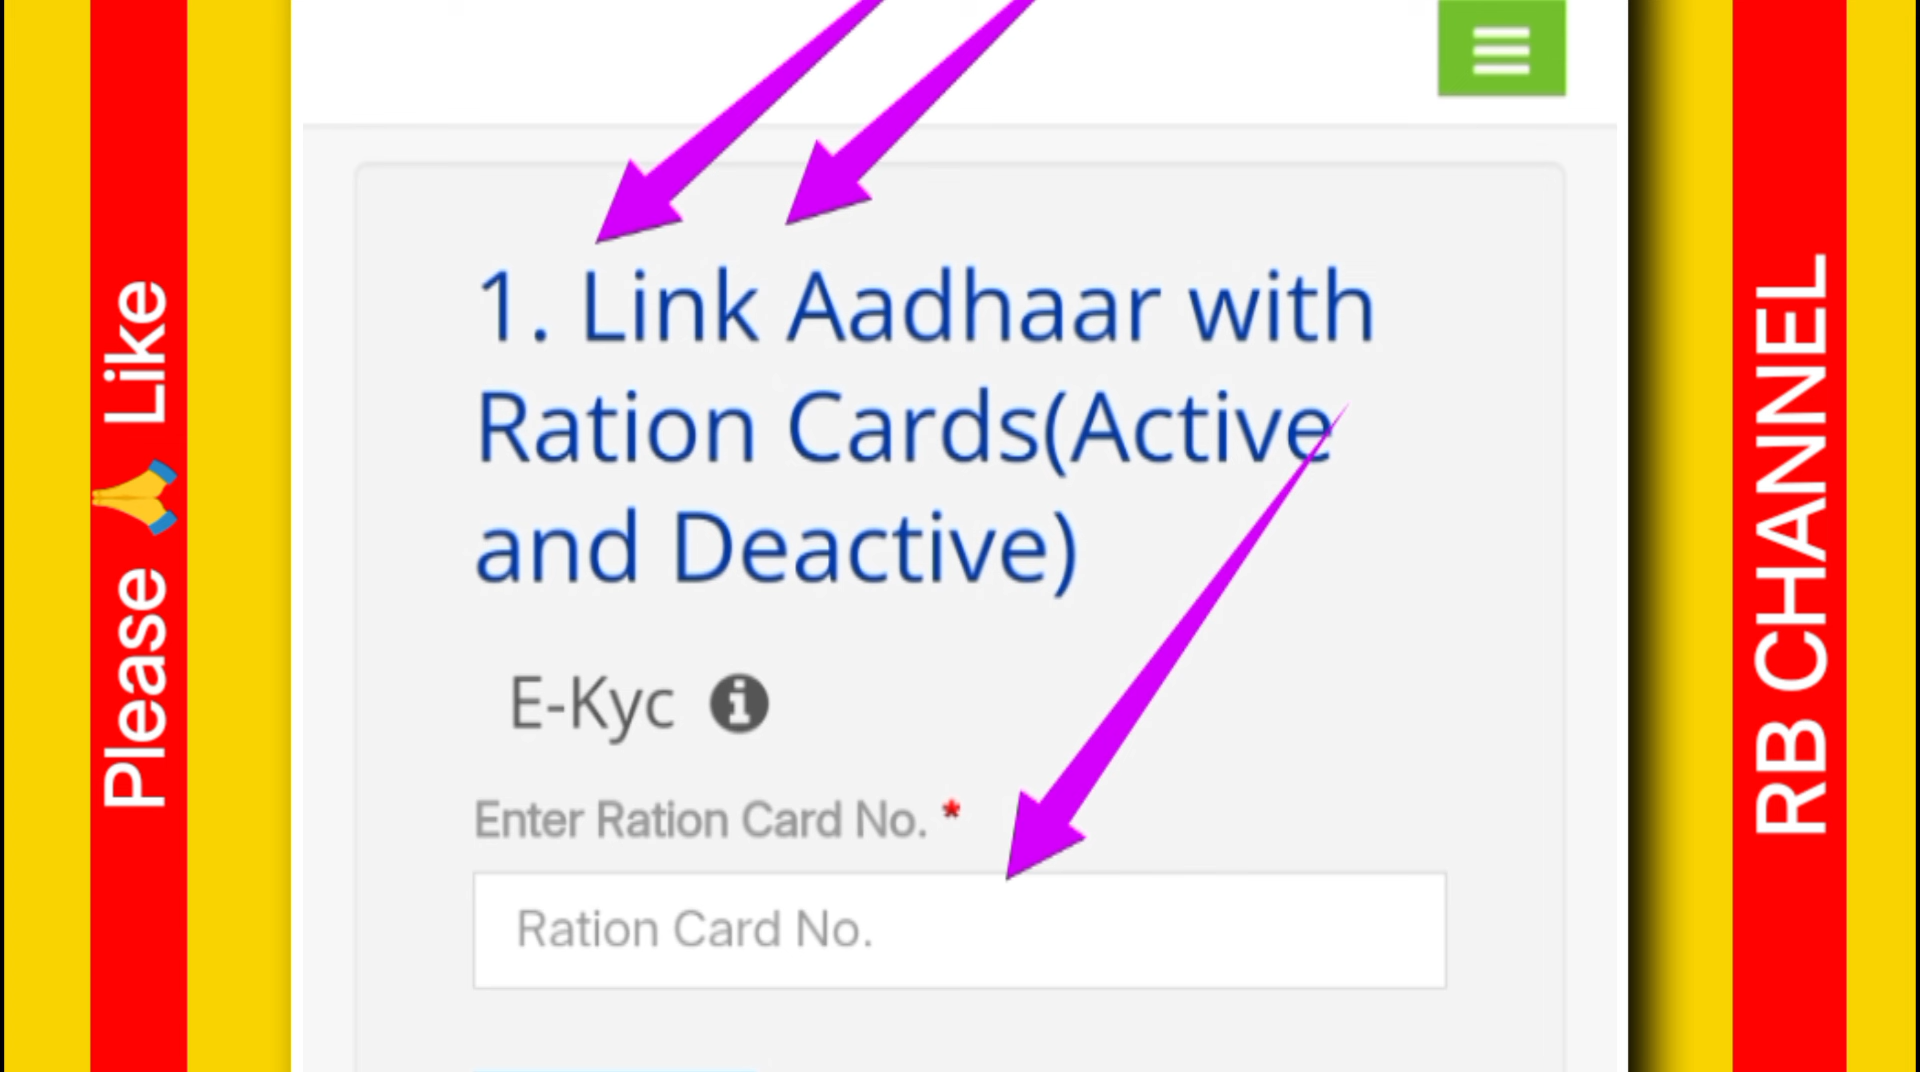 Please 🙏 Like
1. Link Aadhaar with
Ration Cards(Active
and Deactive)
E-Kyc
Enter Ration Card No. *
Ration Card No.
RB CHANNEL